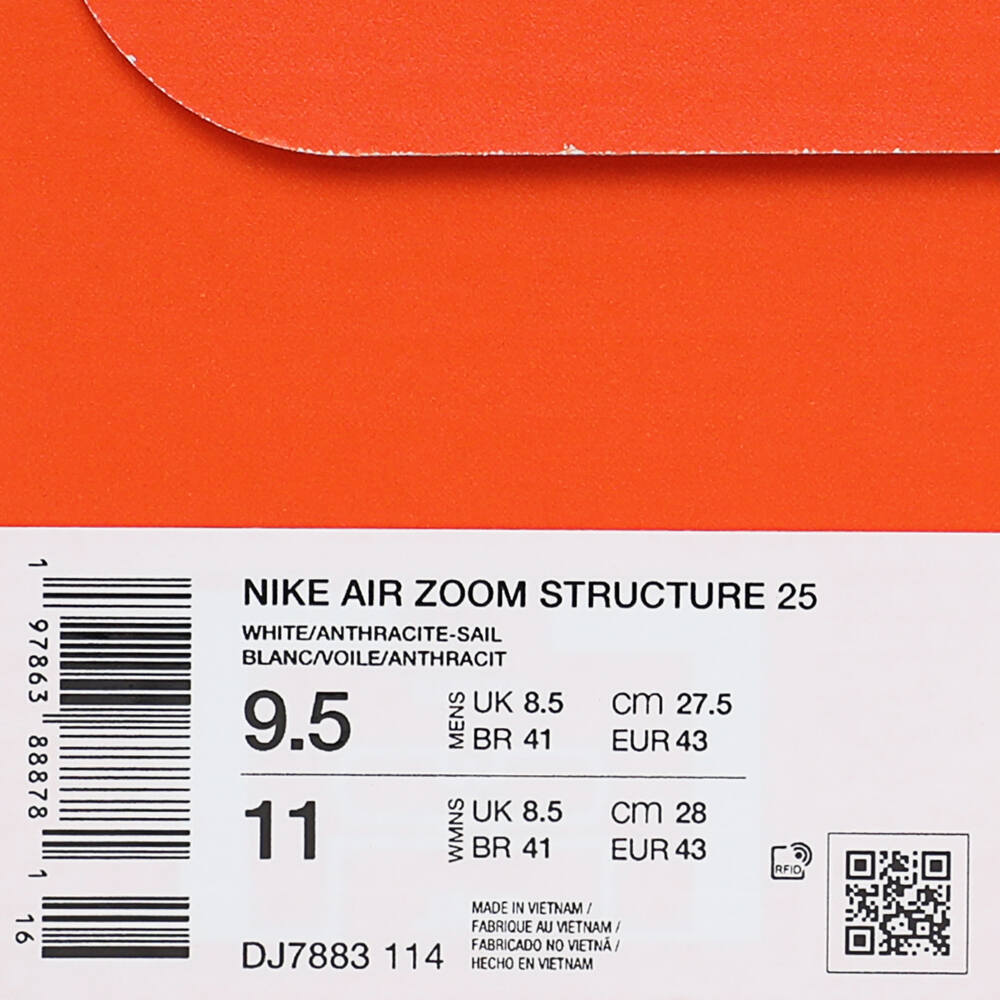 NIKE AIR ZOOM STRUCTURE 25
WHITE/ANTHRACITE-SAIL
BLANC/VOILE/ANTHRACIT
9.5 MENS UK 8.5 cm 27.5
BR 41 EUR 43
11 WMNS UK 8.5 cm 28
BR 41 EUR 43
RFID
MADE IN VIETNAM /
FABRIQUE AU VIETNAM /
FABRICADO NO VIETNÃ /
HECHO EN VIETNAM
DJ7883 114
1 97863 88878 1 16